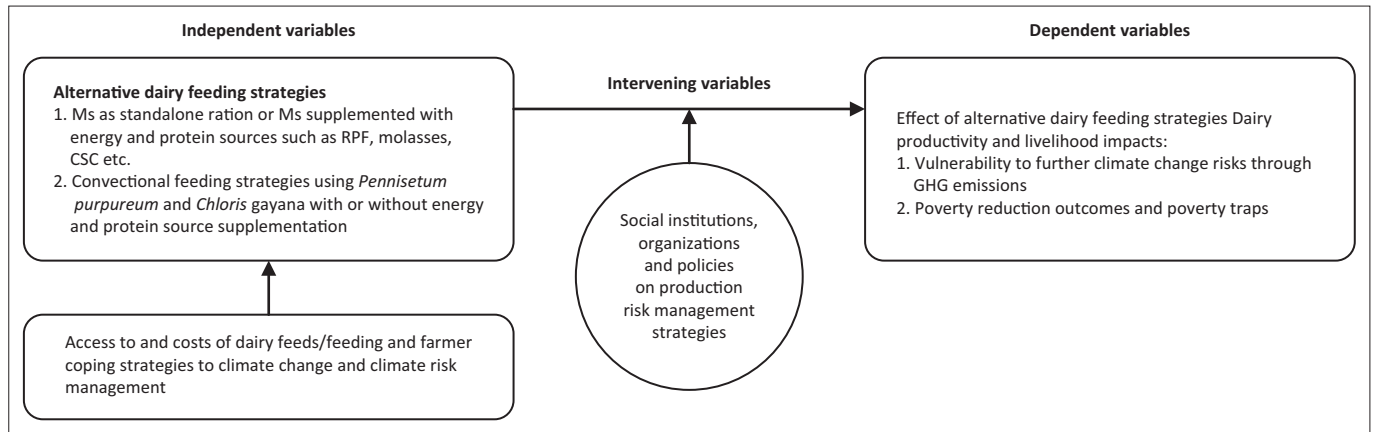 Independent variables
Dependent variables
Intervening variables
Alternative dairy feeding strategies
1. Ms as standalone ration or Ms supplemented with
energy and protein sources such as RPF, molasses,
CSC etc.
2. Convectional feeding strategies using Pennisetum
purpureum and Chloris gayana with or without energy
and protein source supplementation
Access to and costs of dairy feeds/feeding and farmer
coping strategies to climate change and climate risk
management
Social institutions,
organizations
and policies
on production
risk management
strategies
Effect of alternative dairy feeding strategies Dairy
productivity and livelihood impacts:
1. Vulnerability to further climate change risks through
GHG emissions
2. Poverty reduction outcomes and poverty traps